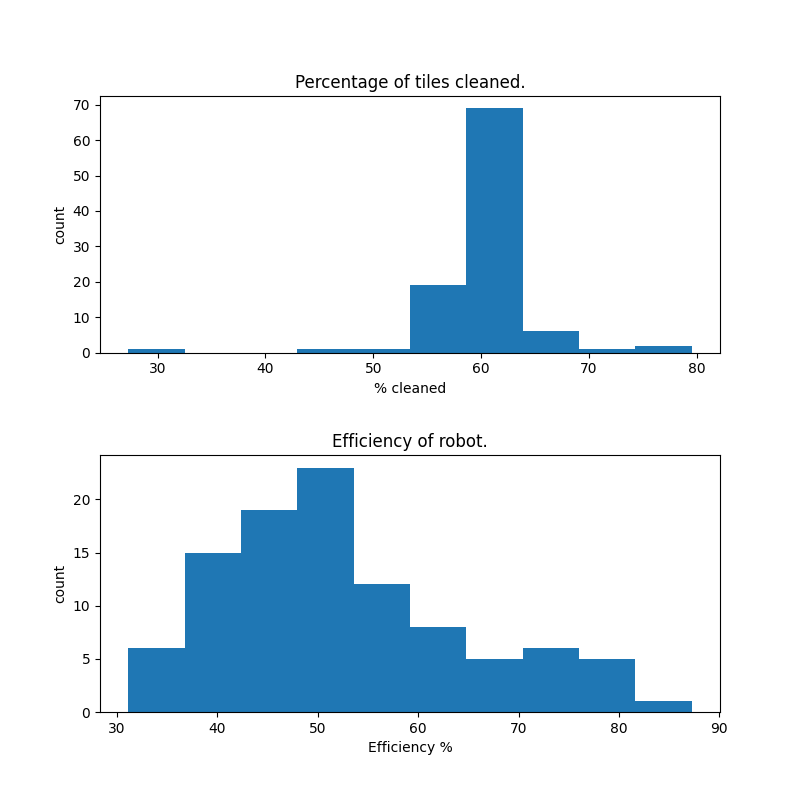 Percentage of tiles cleaned.
70
60
50
40
30
20
10
0
count
30 40 50 60 70 80
% cleaned
Efficiency of robot.
20
15
10
5
0
count
30 40 50 60 70 80 90
Efficiency %